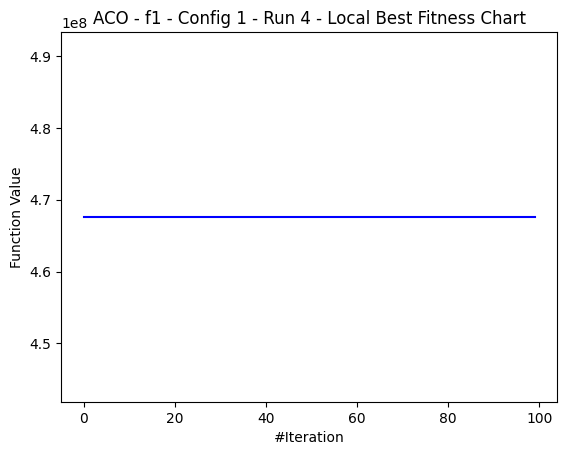 ACO - f1 - Config 1 - Run 4 - Local Best Fitness Chart
1e8
4.9
4.8
4.7
4.6
4.5
Function Value
0 20 40 60 80 100
#Iteration